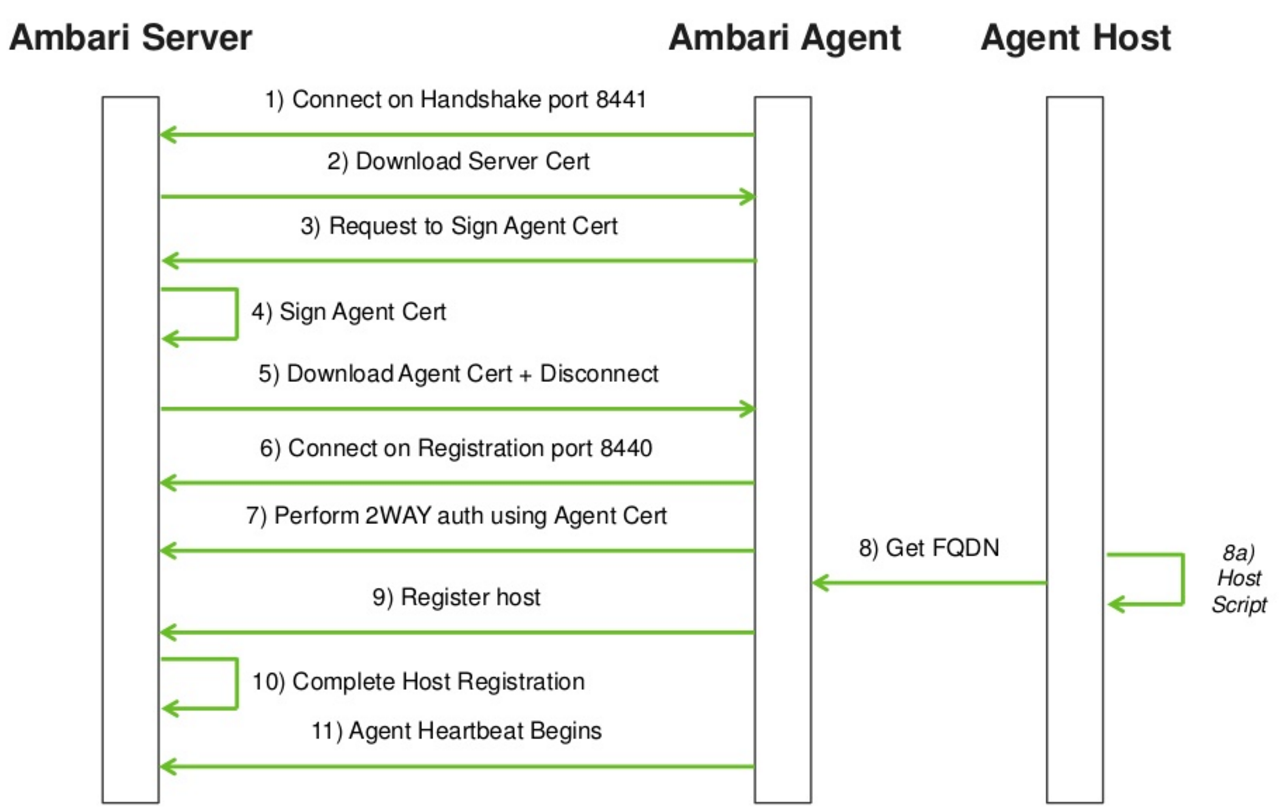 Ambari Server
Ambari Agent
Agent Host
1) Connect on Handshake port 8441
2) Download Server Cert
3) Request to Sign Agent Cert
4) Sign Agent Cert
5) Download Agent Cert + Disconnect
6) Connect on Registration port 8440
7) Perform 2WAY auth using Agent Cert
8) Get FQDN
8a)
Host
Script
9) Register host
10) Complete Host Registration
11) Agent Heartbeat Begins